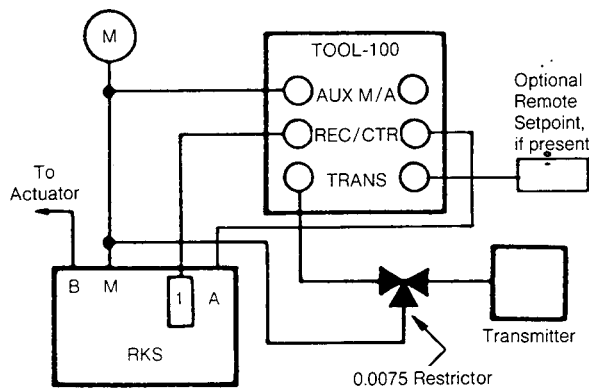 M
TOOL-100
AUX M/A
REC/CTR
TRANS
Optional
Remote
Setpoint,
if present
To
Actuator
B M 1 A
RKS
Transmitter
0.0075 Restrictor